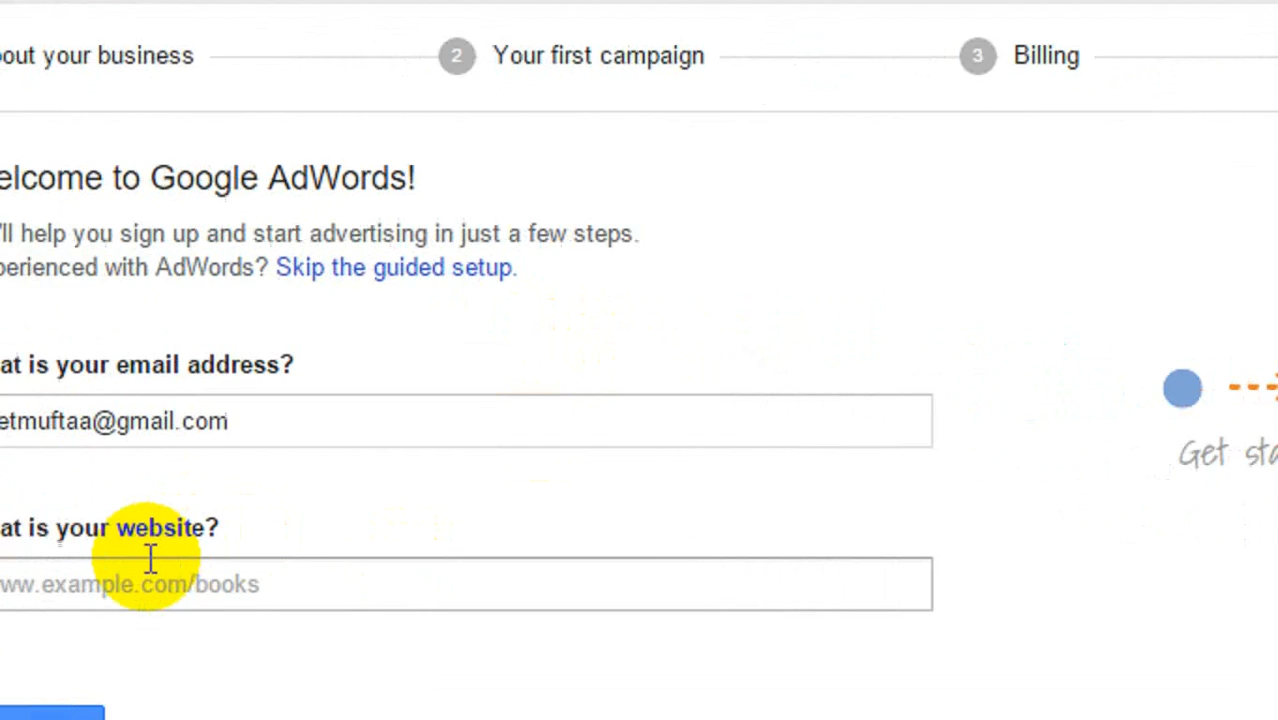 out your business
2
Your first campaign
3
Billing
elcome to Google AdWords!
'll help you sign up and start advertising in just a few steps.
perienced with AdWords? Skip the guided setup.
at is your email address?
etmuftaa@gmail.com
Get sta
at is your website?
ww.example.com/books